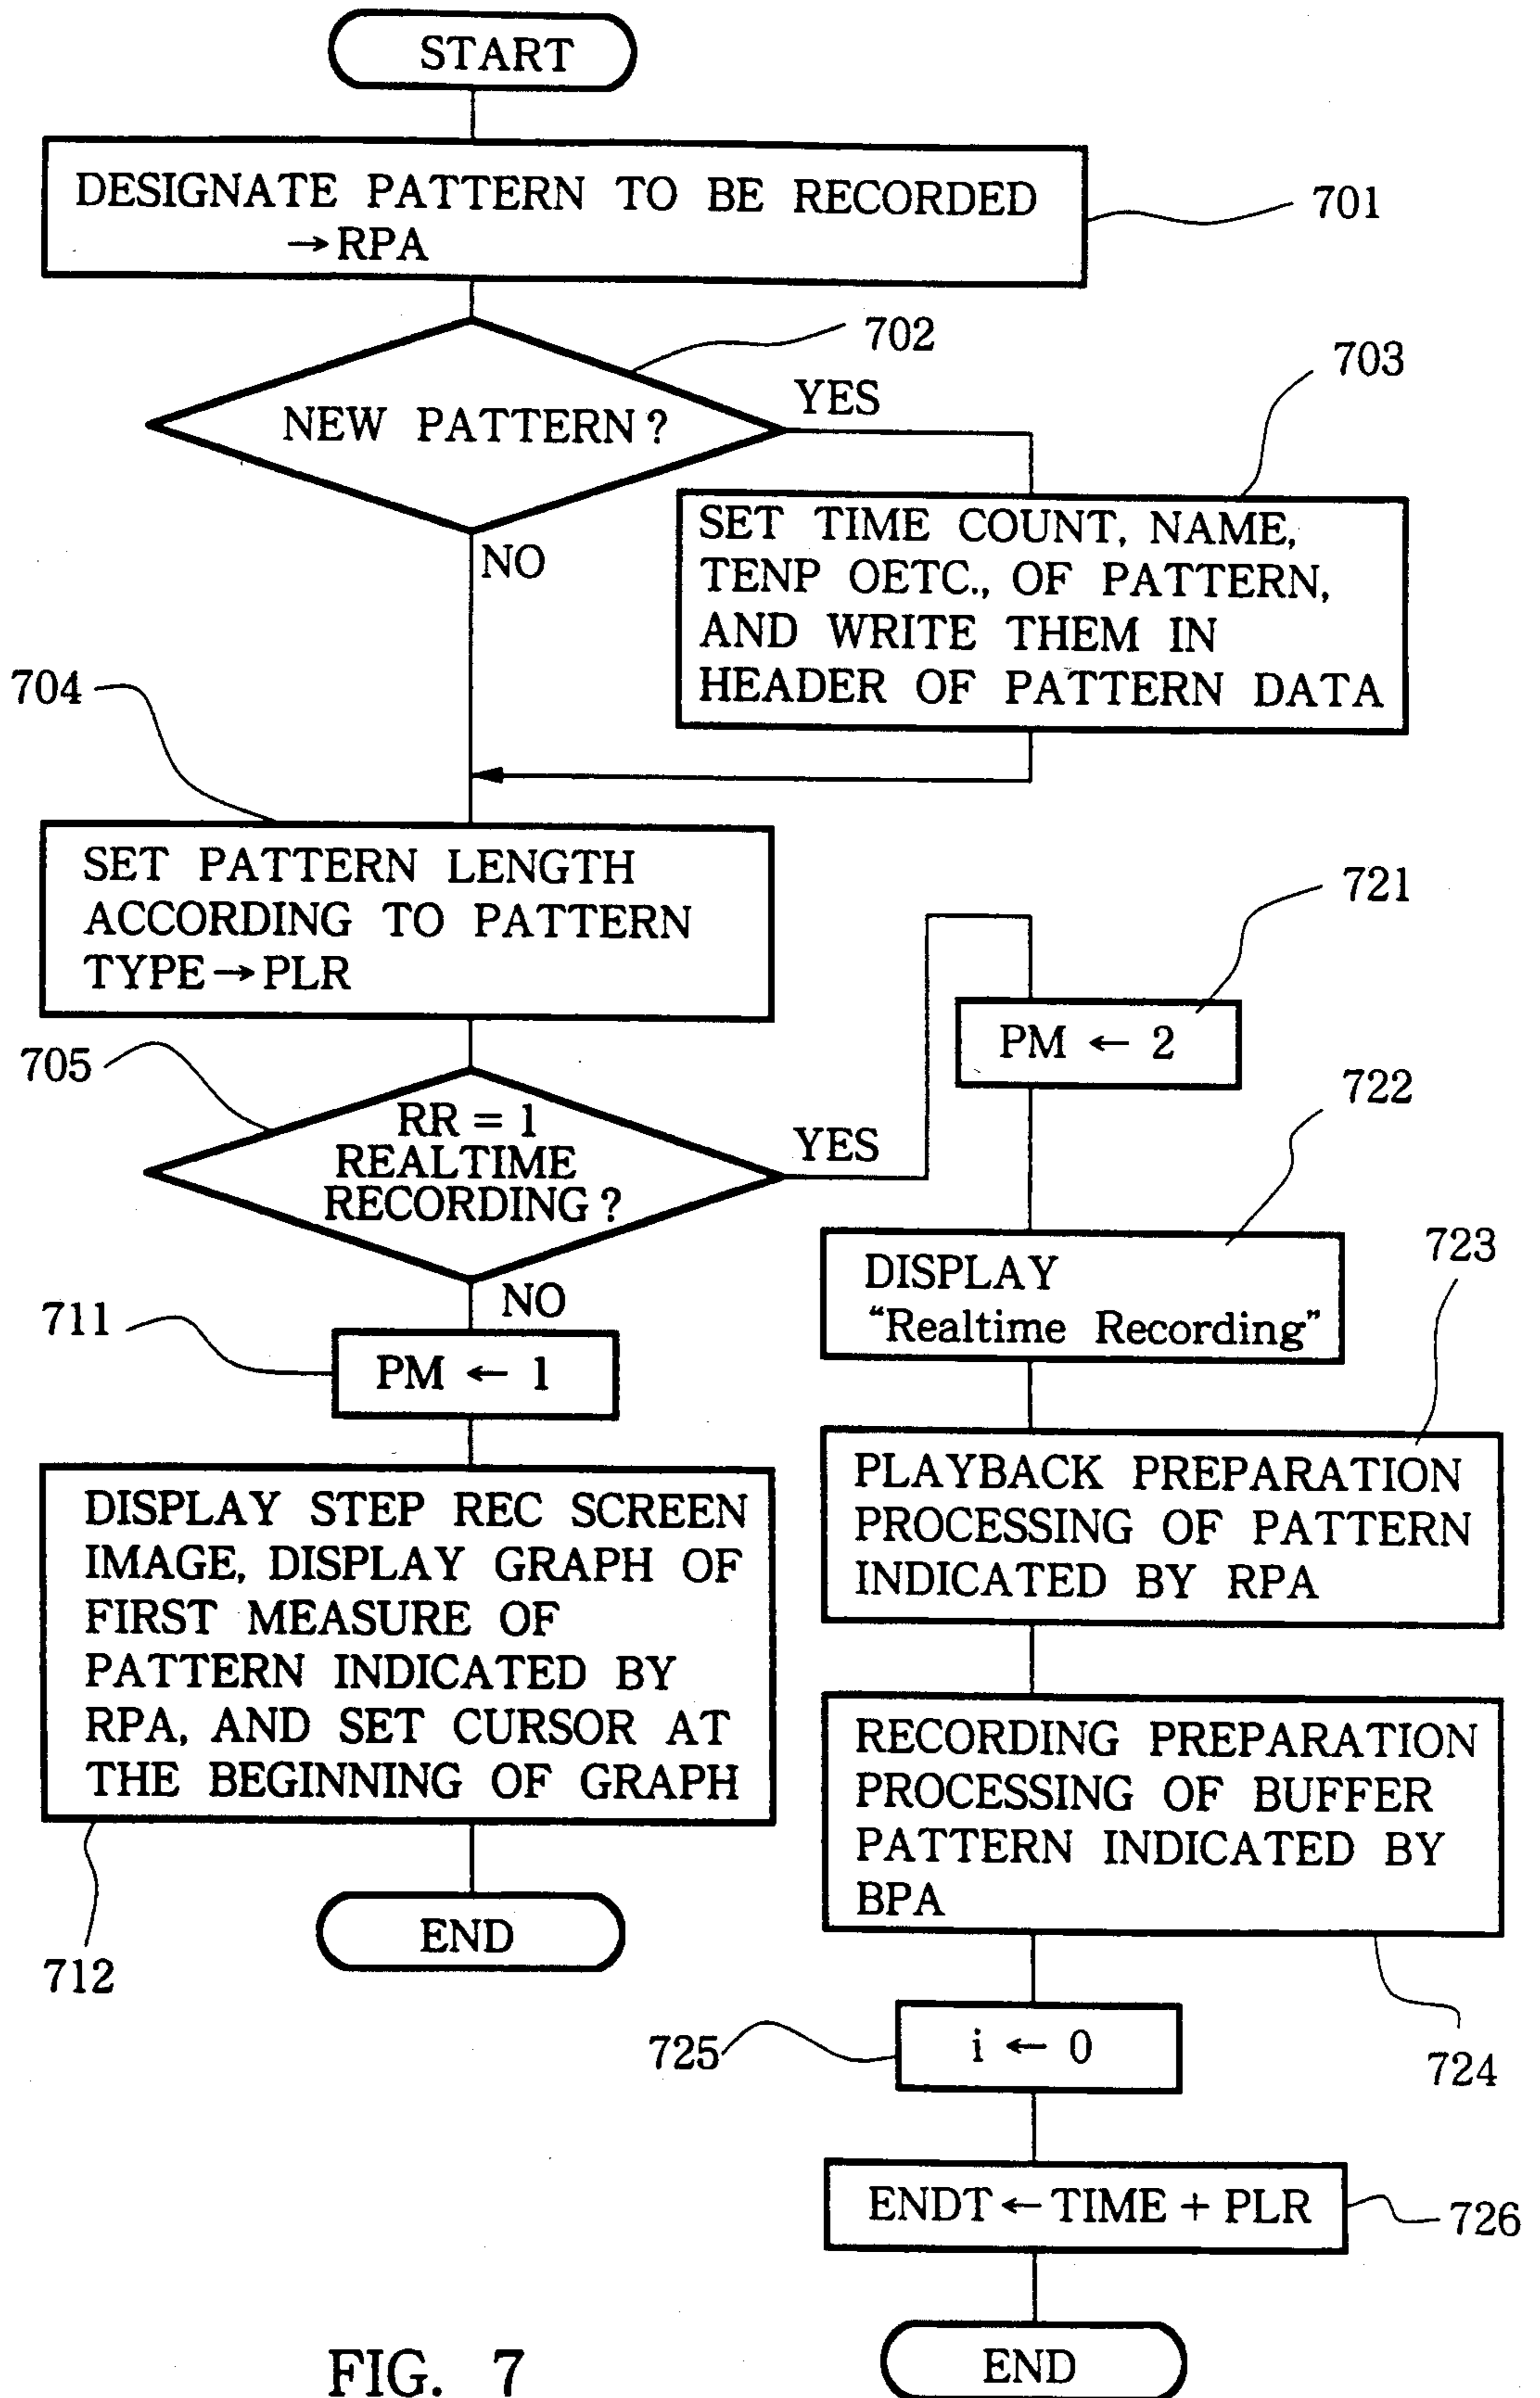 START
DESIGNATE PATTERN TO BE RECORDED
→RPA
701
702
NEW PATTERN?
YES
NO
703
SET TIME COUNT, NAME,
TENP OETC., OF PATTERN,
AND WRITE THEM IN
HEADER OF PATTERN DATA
704
SET PATTERN LENGTH
ACCORDING TO PATTERN
TYPE→PLR
705
RR = 1
REALTIME
RECORDING?
YES
NO
711
PM ← 1
712
DISPLAY STEP REC SCREEN
IMAGE, DISPLAY GRAPH OF
FIRST MEASURE OF
PATTERN INDICATED BY
RPA, AND SET CURSOR AT
THE BEGINNING OF GRAPH
END
721
PM ← 2
722
DISPLAY
“Realtime Recording”
723
PLAYBACK PREPARATION
PROCESSING OF PATTERN
INDICATED BY RPA
RECORDING PREPARATION
PROCESSING OF BUFFER
PATTERN INDICATED BY
BPA
724
725
i ← 0
ENDT ← TIME + PLR
726
END
FIG. 7